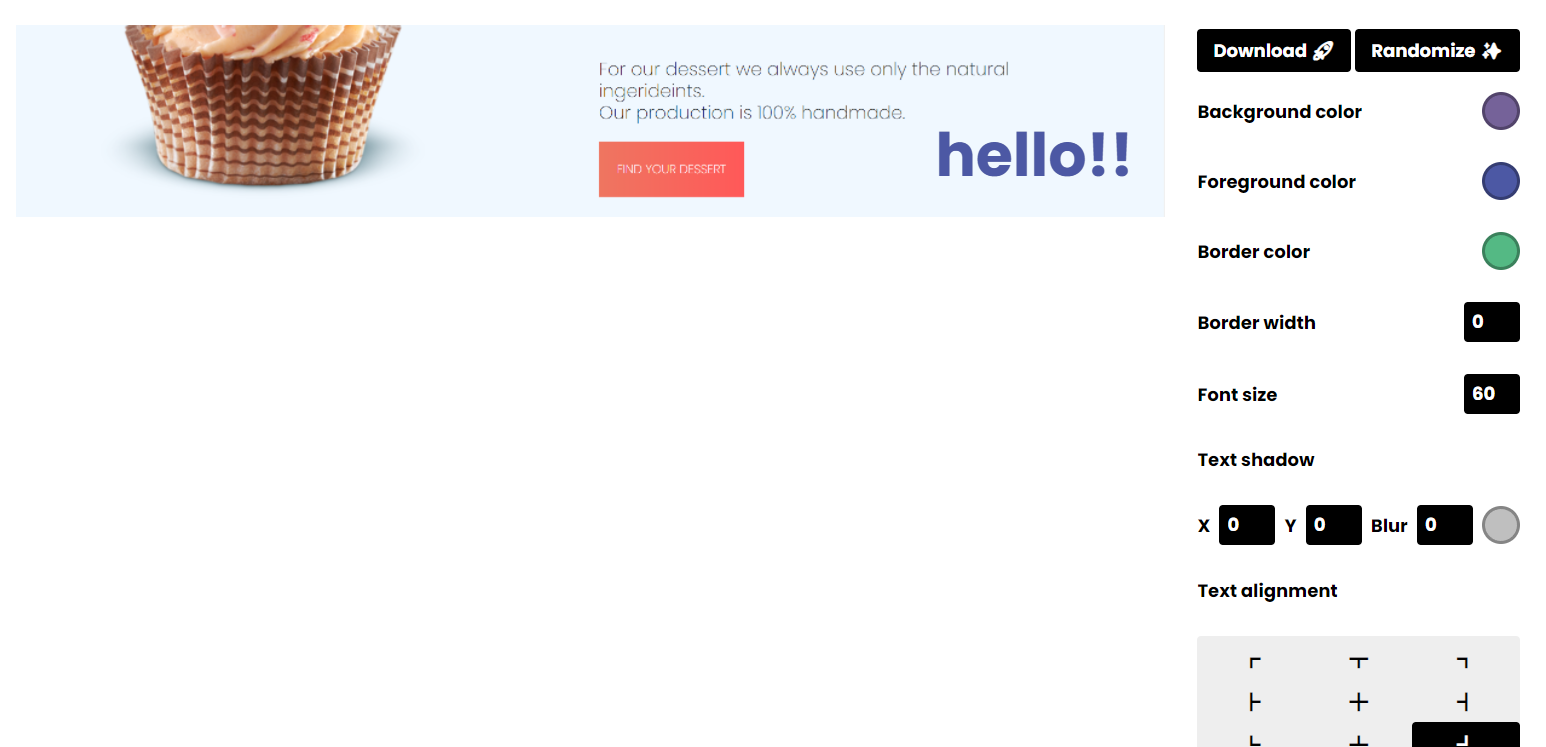 For our dessert we always use only the natural
ingerideints.
Our production is 100% handmade.
hello!!
FIND YOUR DESSERT
Download
Randomize
Background color
Foreground color
Border color
Border width 0
Font size 60
Text shadow
X 0 Y 0 Blur 0
Text alignment